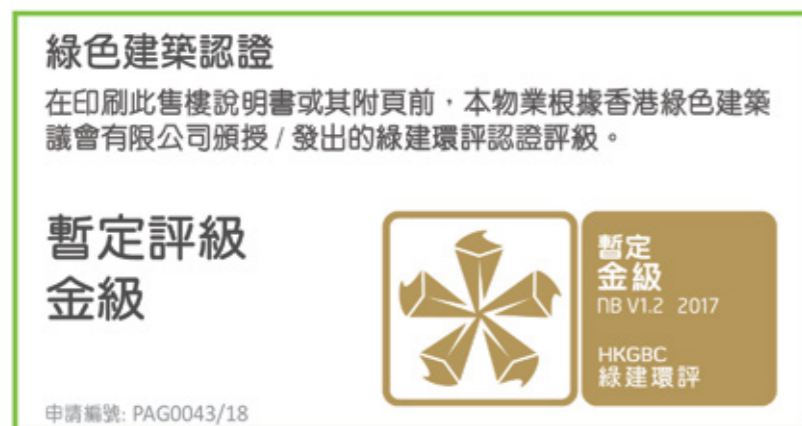 綠色建築認證
在印刷此售樓說明書或其附頁前，本物業根據香港綠色建築
議會有限公司頒授 / 發出的綠建環評認證評級。
暫定評級
金級
暫定
金級
NB V1.2 2017
HKGBC
綠建環評
申請編號: PAG0043/18